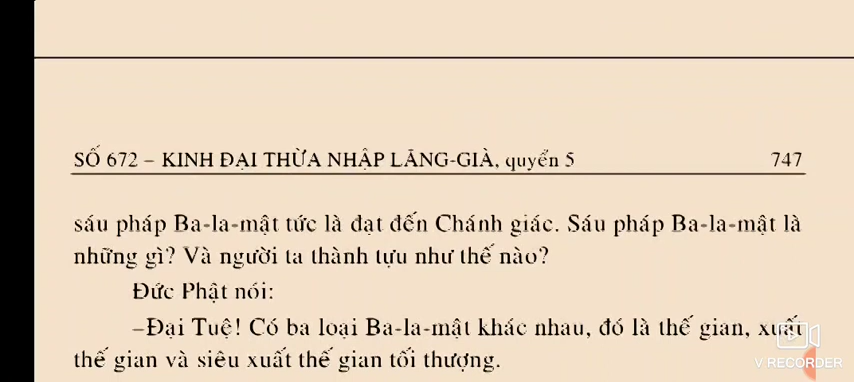 SỐ 672 – KINH ĐẠI THỪA NHẬP LĂNG-GIÀ, quyển 5 747
sáu pháp Ba-la-mật tức là đạt đến Chánh giác. Sáu pháp Ba-la-mật là
những gì? Và người ta thành tựu như thế nào?
Đức Phật nói:
–Đại Tuệ! Có ba loại Ba-la-mật khác nhau, đó là thế gian, xuất
thế gian và siêu xuất thế gian tối thượng.
V RECORDER